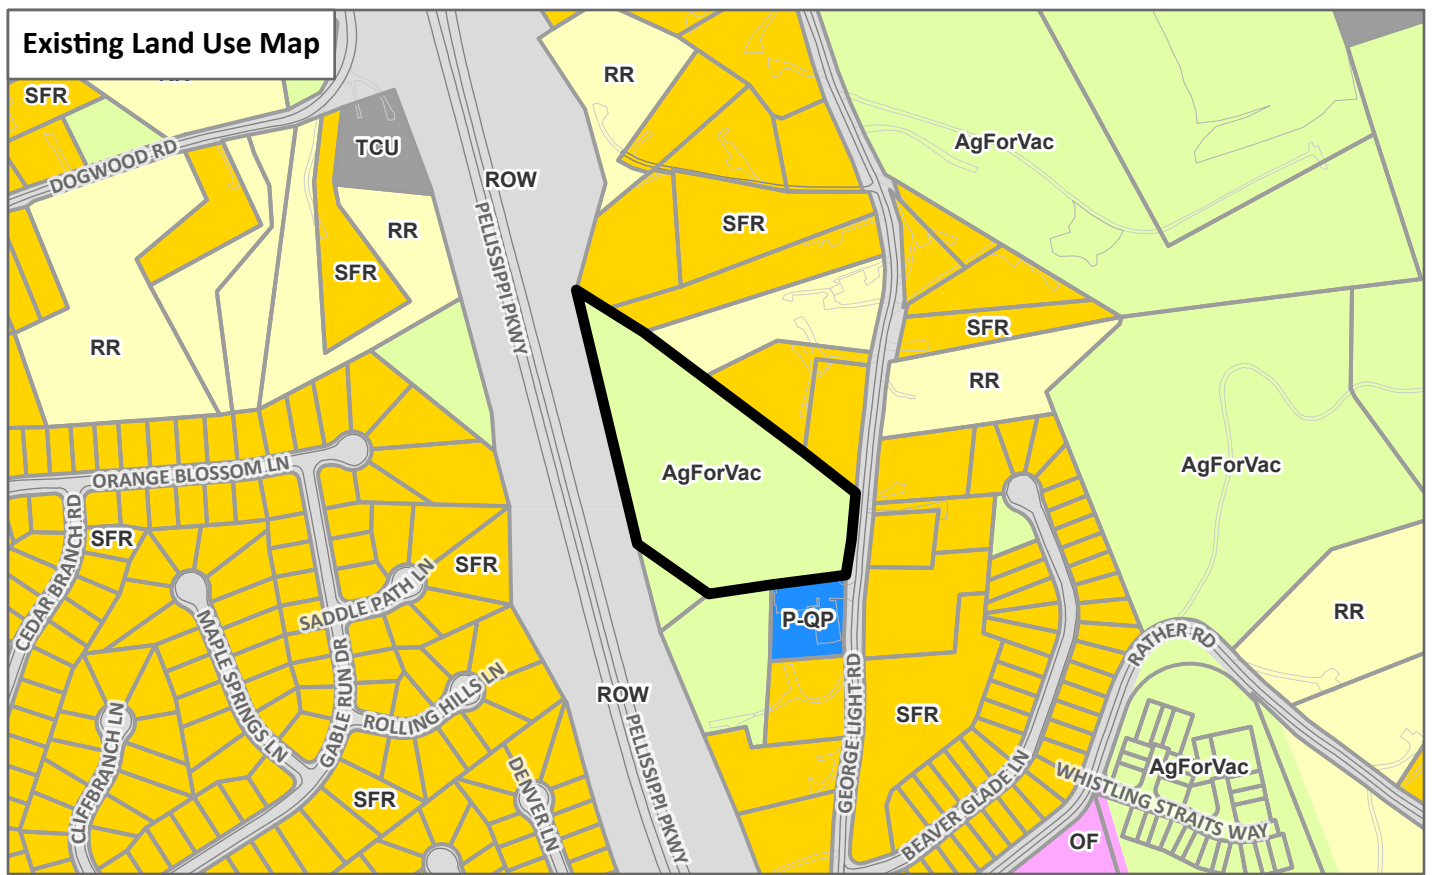 Existing Land Use Map
SFR
DOGWOOD RD
TCU
ROW
RR
AgForVac
PELLISSIPPI PKWY
RR
SFR
SFR
RR
SFR
RR
ORANGE BLOSSOM LN
AgForVac
AgForVac
CEDAR BRANCH RD
SFR
SFR
SADDLE PATH LN
MAPLE SPRINGS LN
GABLE RUN DR
ROLLING HILLS LN
P-QP
RR
RATHER RD
ROW
PELLISSIPPI PKWY
GEORGE LIGHT RD
SFR
CLIFFBRANCH LN
SFR
DENVER LN
BEAVER GLADE LN
AgForVac
WHISTLING STRAITS WAY
OF